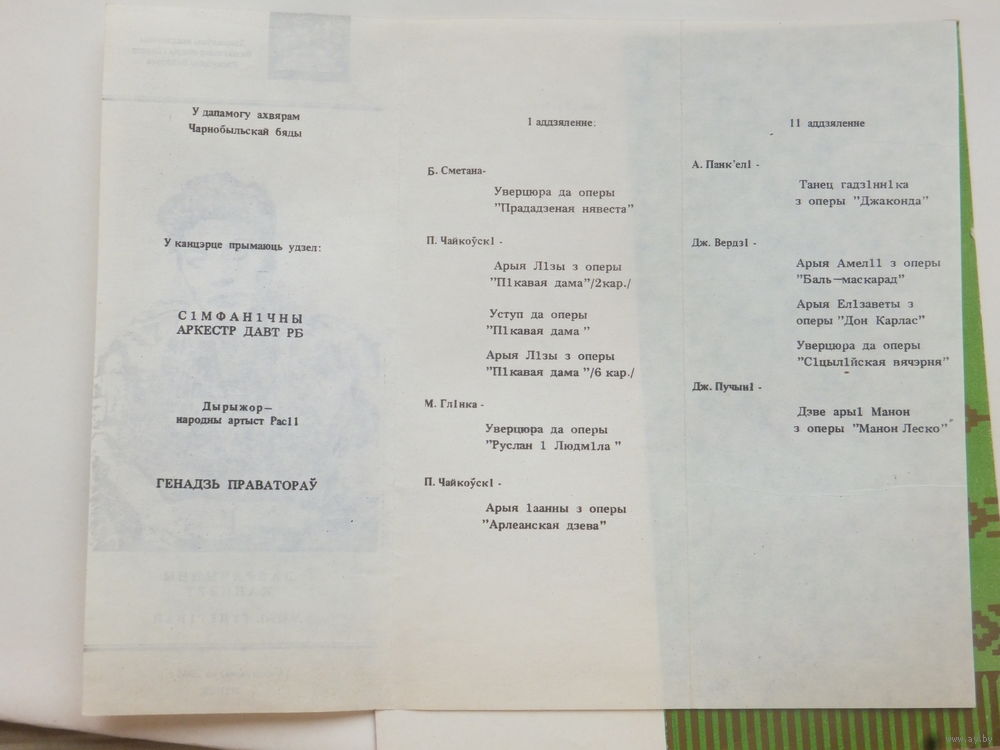 У дапамогу ахвярам
Чарнобыльскай бяды
У канцэрце прымаюць удзел:
С1МФАН1ЧНЫ
АРКЕСТР ДАВТ РБ
Дырыжор—
народны артыст Рас11
ГЕНАДЗЬ ПРАВАТОРАЎ
1 аддзяленне:
Б. Сметана-
Уверцюра да оперы
"Прададзеная нявеста"
П. Чайкоўск1 -
Арыя Л1зы з оперы
"П1кавая дама"/2кар./
Уступ да оперы
"П1кавая дама "
Арыя Л1зы з оперы
"П1кавая дама "/6 кар./
М. Гл1нка -
Уверцюра да оперы
"Руслан 1 Людм1ла "
П. Чайкоўск1 -
Арыя 1аанны з оперы
"Арлеанская дзева"
11 аддзяленне
А. Панк'ел1 -
Танец гадз1нн1ка
з оперы "Джаконда"
Дж. Вердз1 -
Арыя Амел11 з оперы
"Баль—маскарад"
Арыя Ел1заветы з
оперы "Дон Карлас"
Уверцюра да оперы
"С1цыл1йская вячэрня"
Дж. Пучын1 -
Дзве ары1 Манон
з оперы "Манон Леско"
www.ay.by